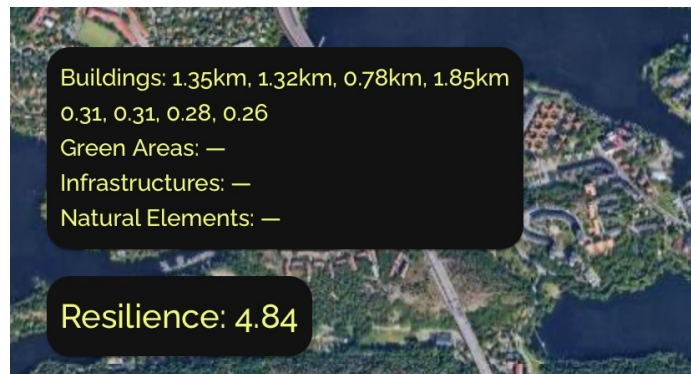 Buildings: 1.35km, 1.32km, 0.78km, 1.85km
0.31, 0.31, 0.28, 0.26
Green Areas: —
Infrastructures: —
Natural Elements: —
Resilience: 4.84